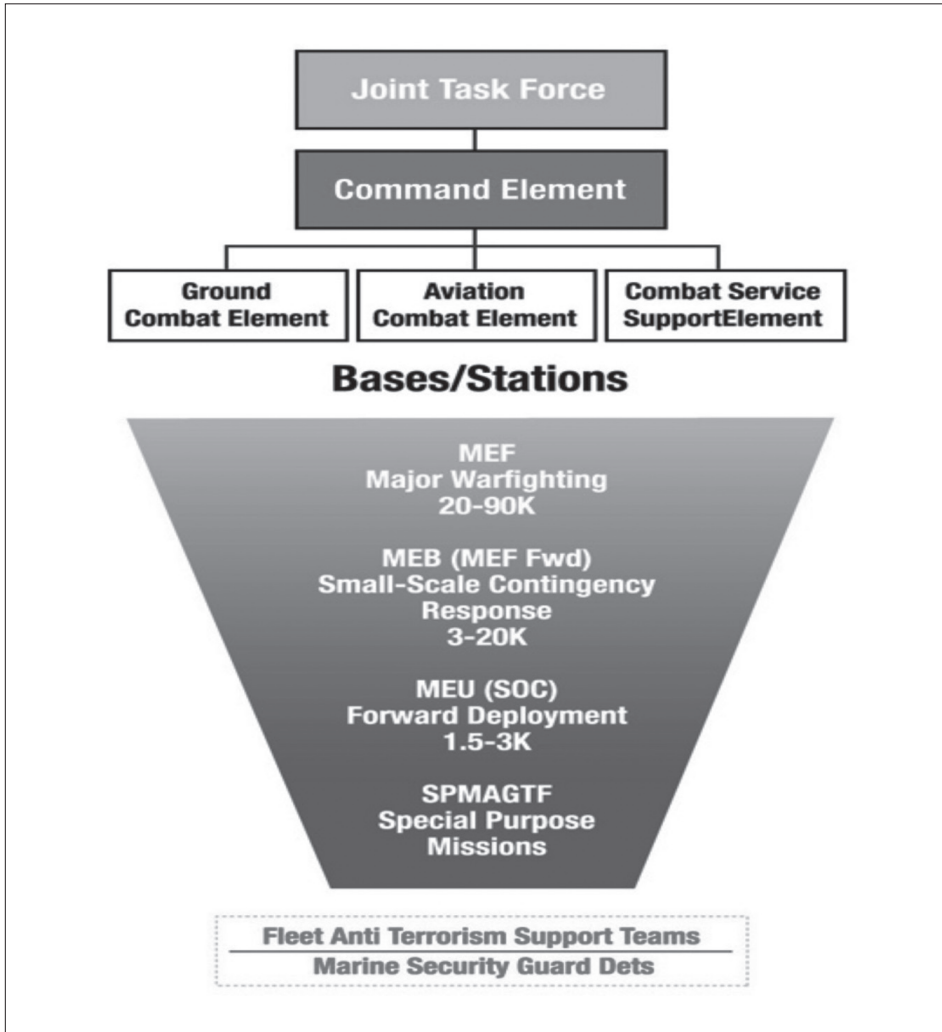 Joint Task Force
Command Element
Ground
Combat Element
Aviation
Combat Element
Combat Service
SupportElement
Bases/Stations
MEF
Major Warfighting
20-90K
MEB (MEF Fwd)
Small-Scale Contingency
Response
3-20K
MEU (SOC)
Forward Deployment
1.5-3K
SPMAGTF
Special Purpose
Missions
Fleet Anti Terrorism Support Teams
Marine Security Guard Dets